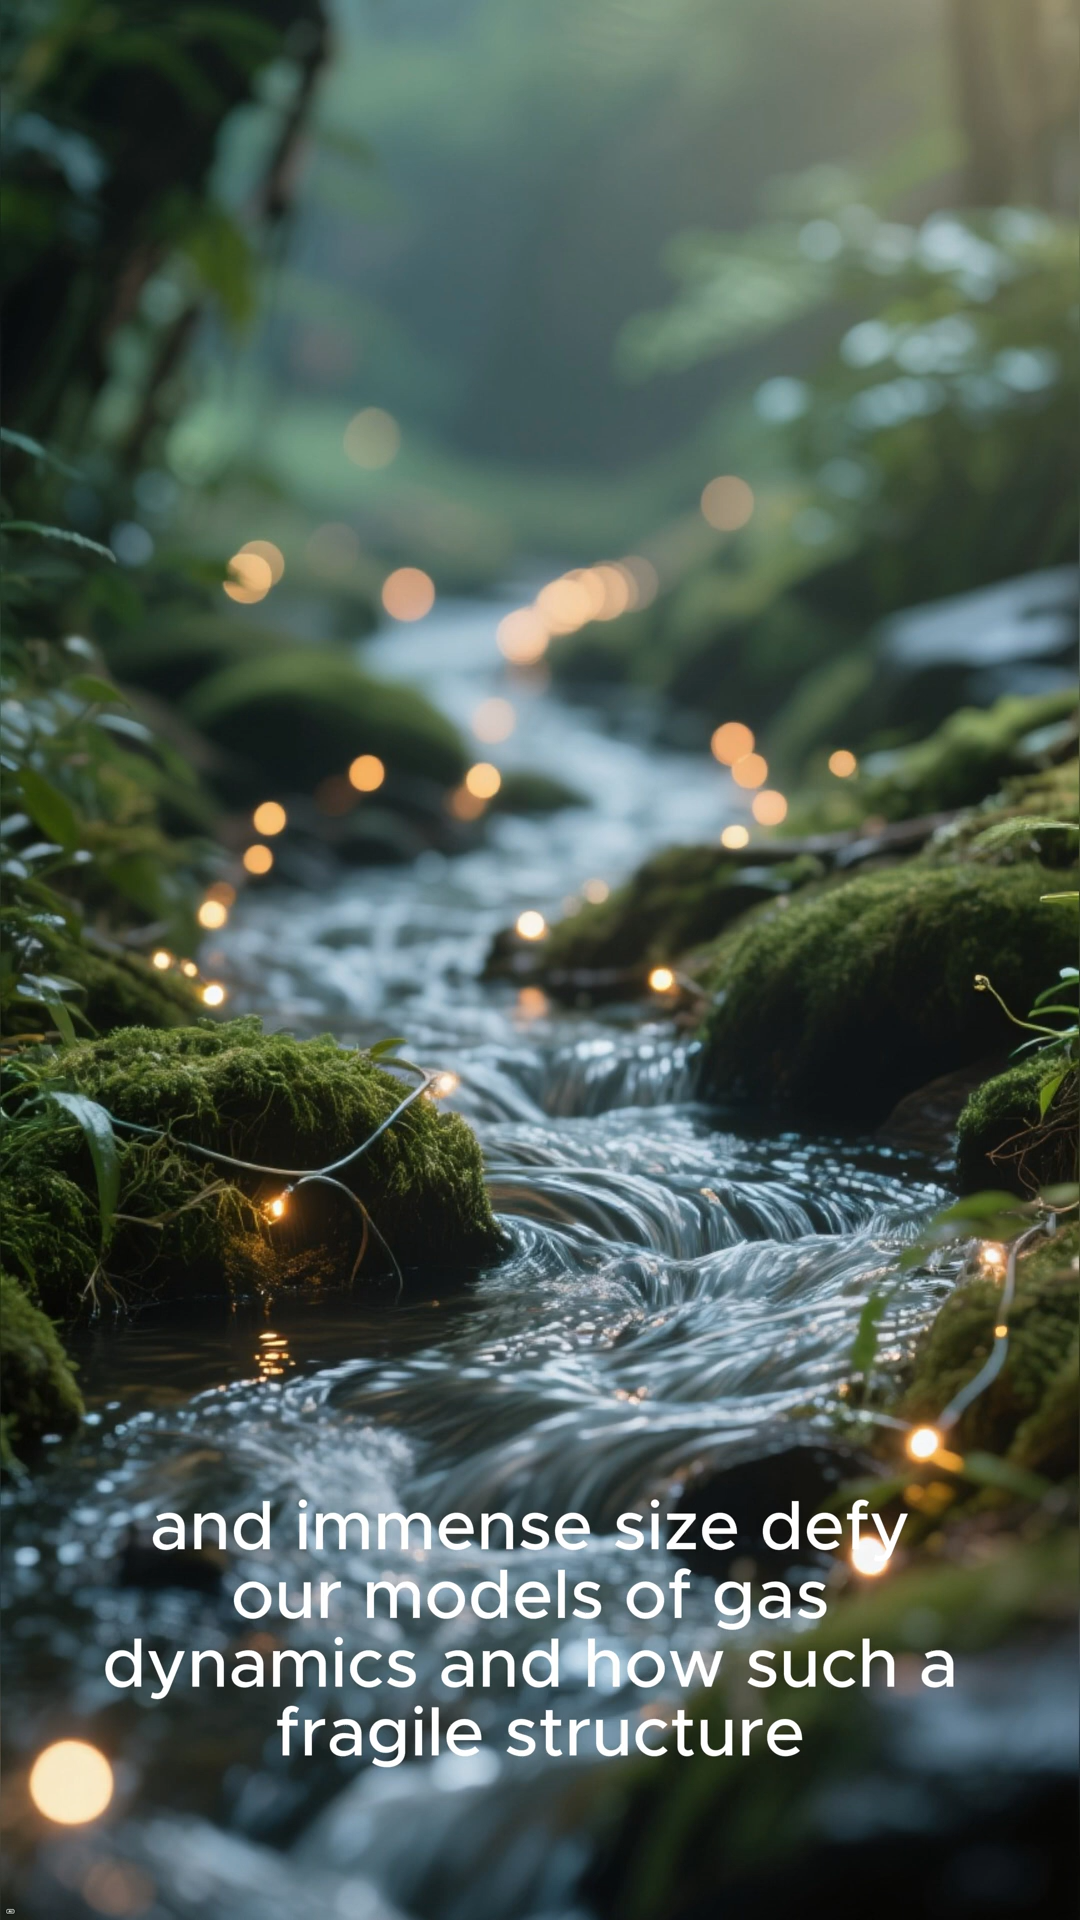 and immense size defy
our models of gas
dynamics and how such a
fragile structure